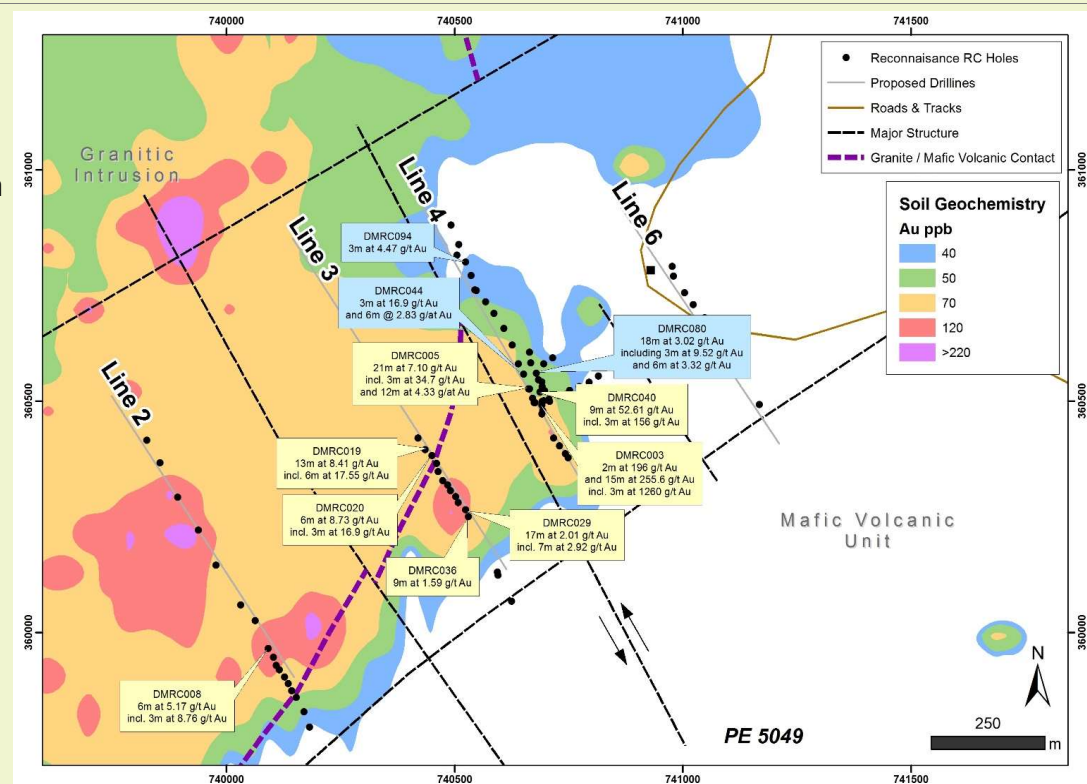 740000
740500
741000
741500
361000
360500
360000
361000
360500
360000
740000
740500
741000
741500
Reconnaisance RC Holes
Proposed Drillines
Roads & Tracks
Major Structure
Granite / Mafic Volcanic Contact
Soil Geochemistry
Au ppb
40
50
70
120
>220
Granitic
Intrusion
Line 4
Line 3
Line 6
Line 2
DMRC094
3m at 4.47 g/t Au
DMRC044
3m at 16.9 g/t Au
and 6m @ 2.83 g/at Au
DMRC080
18m at 3.02 g/t Au
including 3m at 9.52 g/t Au
and 6m at 3.32 g/t Au
DMRC005
21m at 7.10 g/t Au
incl. 3m at 34.7 g/t Au
and 12m at 4.33 g/at Au
DMRC040
9m at 52.61 g/t Au
incl. 3m at 156 g/t Au
DMRC019
13m at 8.41 g/t Au
incl. 6m at 17.55 g/t Au
DMRC003
2m at 196 g/t Au
and 15m at 255.6 g/t Au
incl. 3m at 1260 g/t Au
DMRC020
6m at 8.73 g/t Au
incl. 3m at 16.9 g/t Au
DMRC029
17m at 2.01 g/t Au
incl. 7m at 2.92 g/t Au
DMRC036
9m at 1.59 g/t Au
Mafic Volcanic
Unit
DMRC008
6m at 5.17 g/t Au
incl. 3m at 8.76 g/t Au
N
250
m
PE 5049